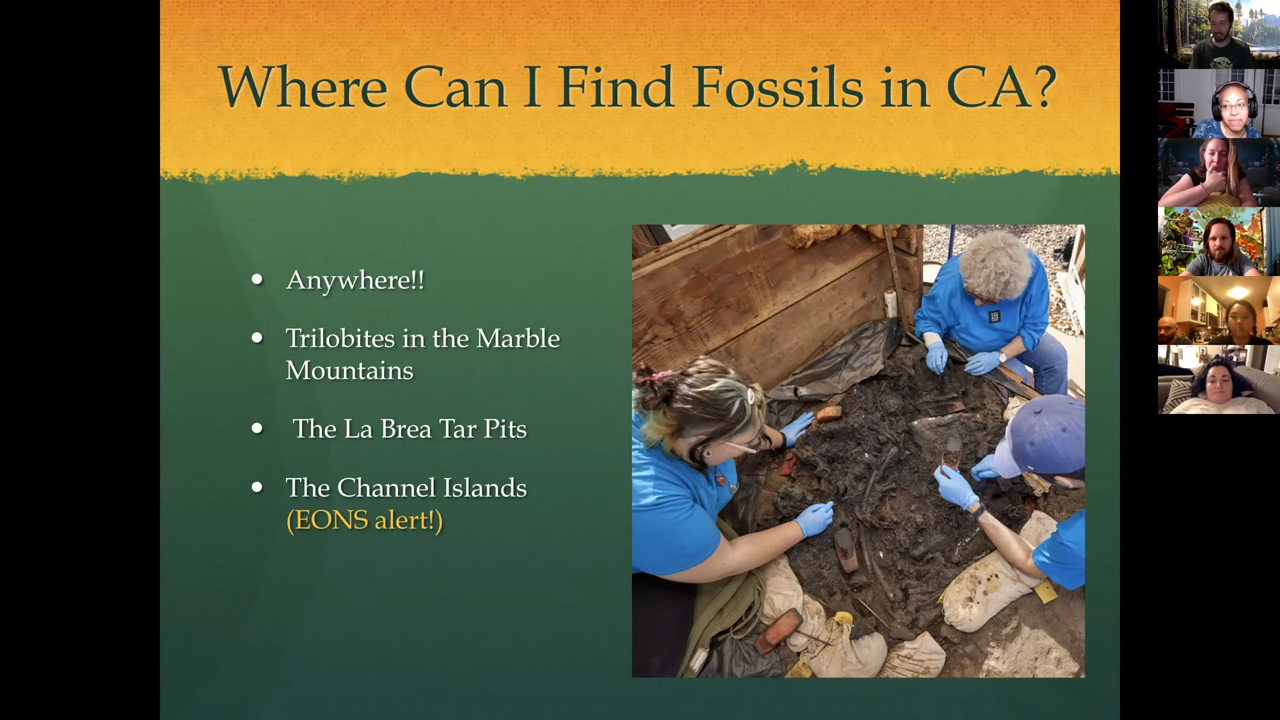 Where Can I Find Fossils in CA?
Anywhere!!
Trilobites in the Marble
Mountains
The La Brea Tar Pits
The Channel Islands
(EONS alert!)